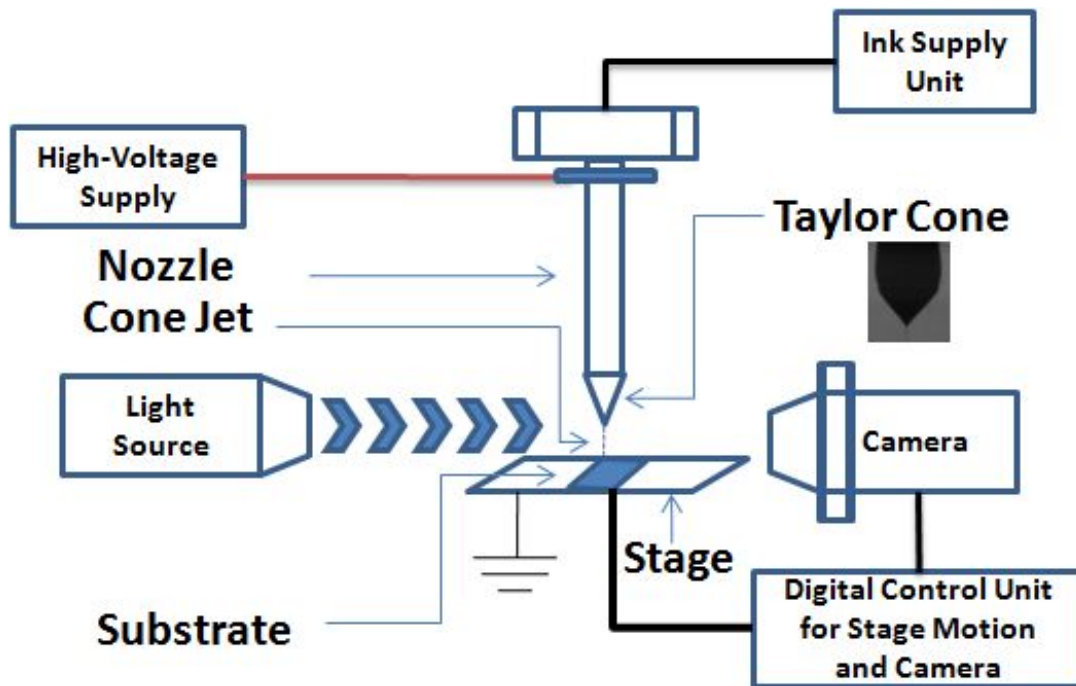 Ink Supply
Unit
High-Voltage
Supply
Taylor Cone
Nozzle
Cone Jet
Light
Source
Camera
Stage
Substrate
Digital Control Unit
for Stage Motion
and Camera